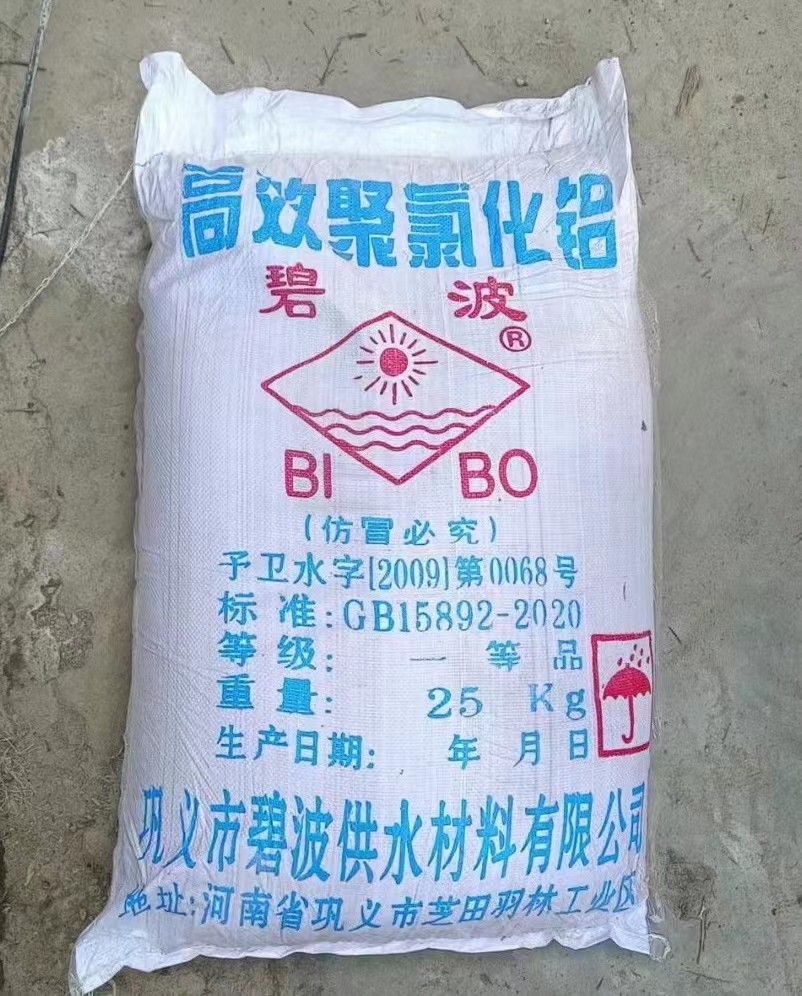 高效聚氯化铝
碧 波
®
BI BO
(仿冒必究)
予卫水字[2009]第0068号
标 准:GB15892-2020
等 级: 一 等 品
重 量: 25 Kg
生产日期: 年 月 日
巩义市碧波供水材料有限公司
地址:河南省巩义市芝田羽林工业区